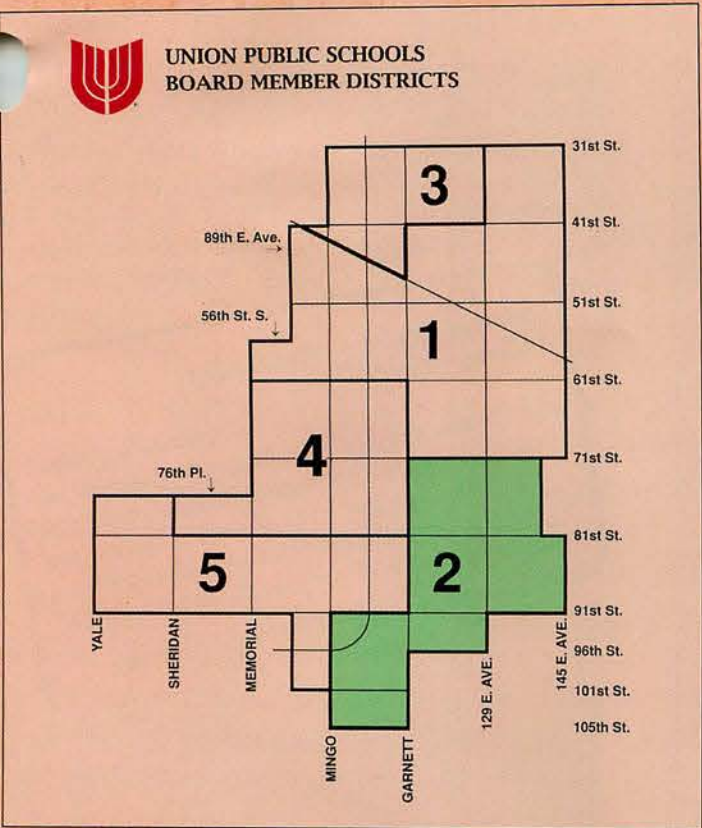 UNION PUBLIC SCHOOLS
BOARD MEMBER DISTRICTS
31st St.
3
41st St.
89th E. Ave.
51st St.
56th St. S.
1
61st St.
4
71st St.
76th Pl.
81st St.
5
2
91st St.
YALE
SHERIDAN
MEMORIAL
96th St.
129 E. AVE.
145 E. AVE.
101st St.
105th St.
MINGO
GARNETT